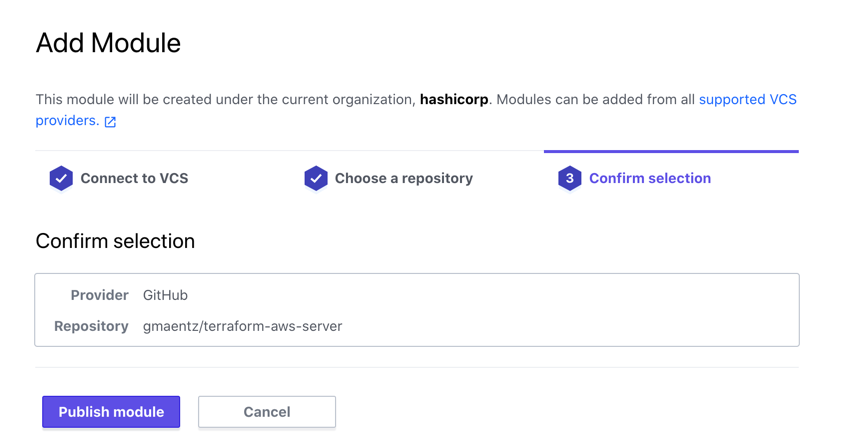 Add Module
This module will be created under the current organization, hashicorp. Modules can be added from all supported VCS
providers.
Connect to VCS
Choose a repository
3 Confirm selection
Confirm selection
Provider GitHub
Repository gmaentz/terraform-aws-server
Publish module
Cancel